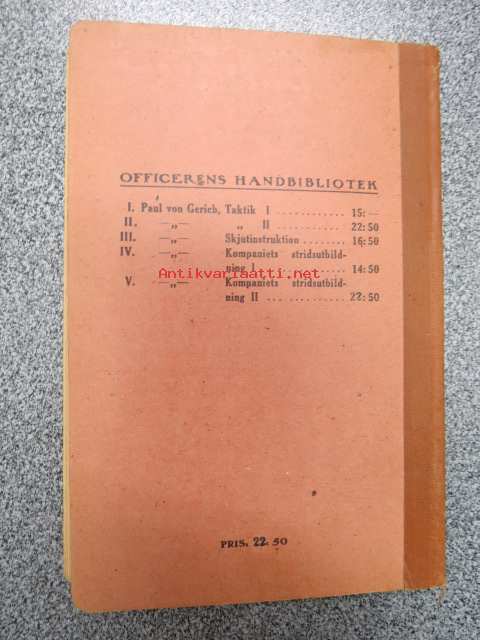 OFFICERENS HANDBIBLIOTEK
I. Paul von Gerich, Taktik I . . . . . . . . . . . . 15: —
II. —„— „ II . . . . . . . . . . . . 22: 50
III. —„— Skjutinstruktion . . . . . . . . 16: 50
IV. —„— Kompaniets stridsutbild-
ning I . . . . . . . . . . . . 14: 50
Antikvariaatti.net
V. —„— Kompaniets stridsutbild-
ning II . . . . . . . . . . . . 22: 50
PRIS. 22: 50